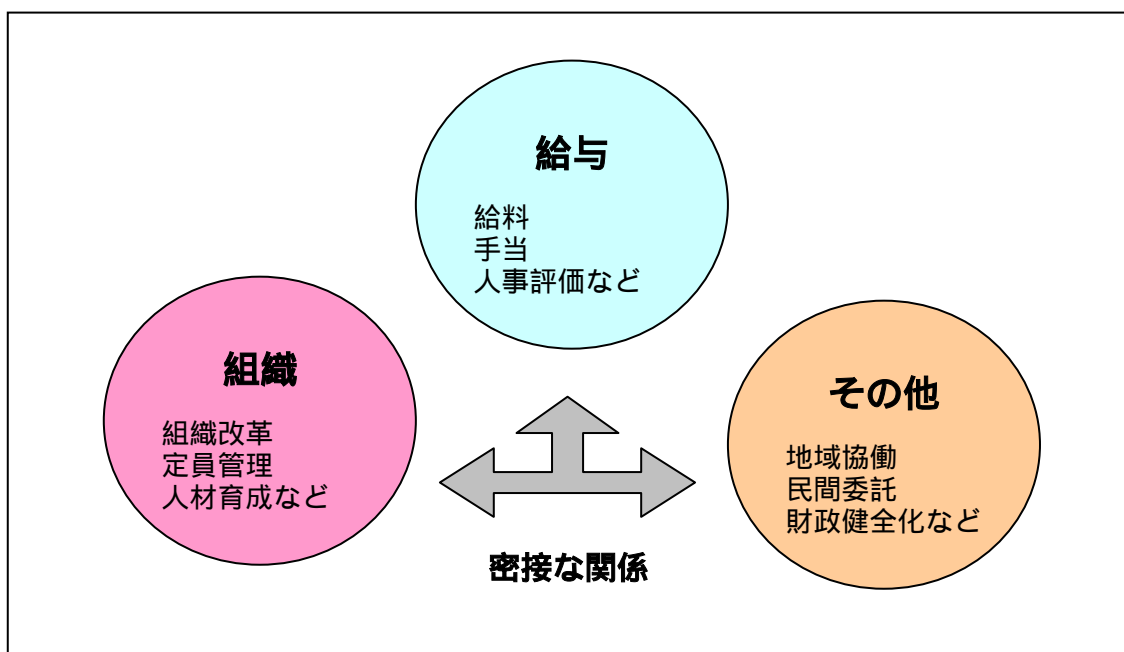 給与
給料
手当
人事評価など
組織
組織改革
定員管理
人材育成など
その他
地域協働
民間委託
財政健全化など
密接な関係